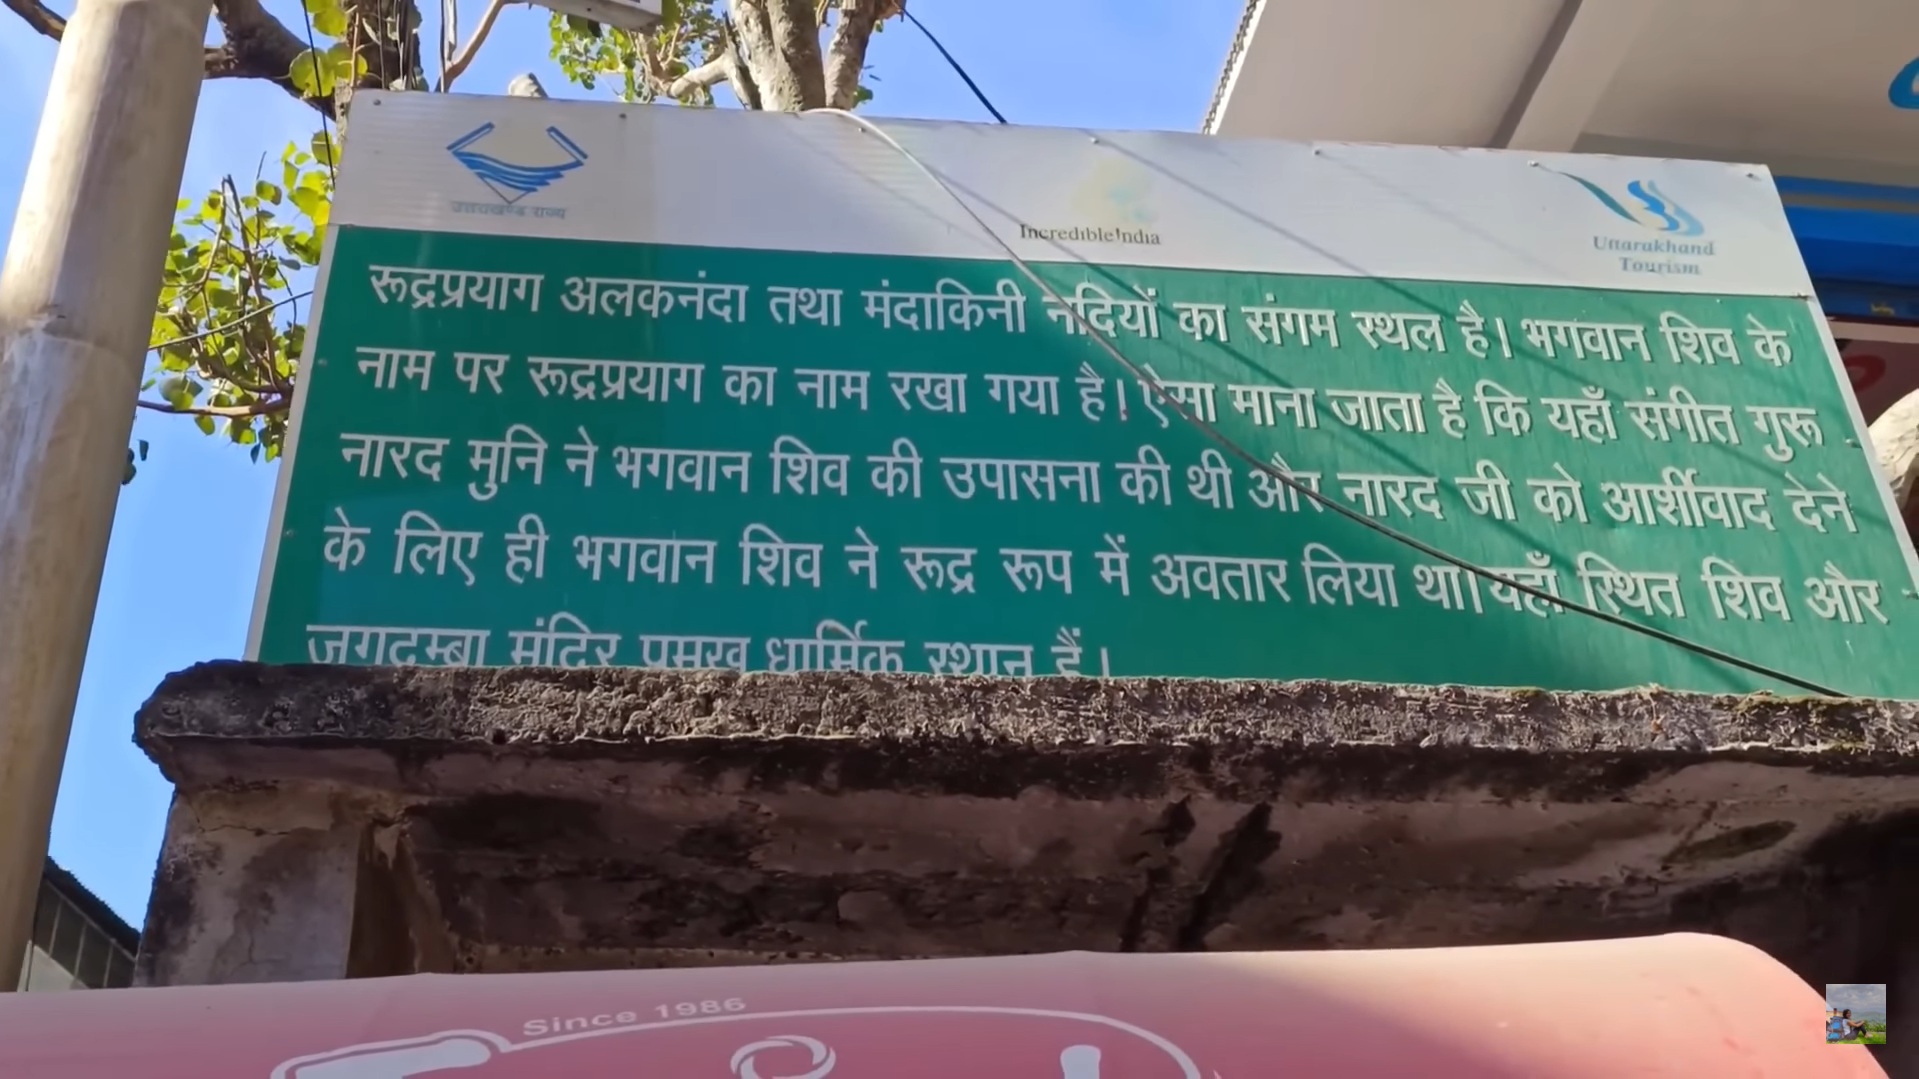 उत्तराखण्ड राज्य
Incredible India
Uttarakhand
Tourism
रूद्रप्रयाग अलकनंदा तथा मंदाकिनी नदियों का संगम स्थल है। भगवान शिव के
नाम पर रूद्रप्रयाग का नाम रखा गया है। ऐसा माना जाता है कि यहाँ संगीत गुरू
नारद मुनि ने भगवान शिव की उपासना की थी और नारद जी को आर्शीवाद देने
के लिए ही भगवान शिव ने रूद्र रूप में अवतार लिया था। यहाँ स्थित शिव और
जगदम्बा मंदिर प्रमुख धार्मिक स्थान हैं।
Since 1986